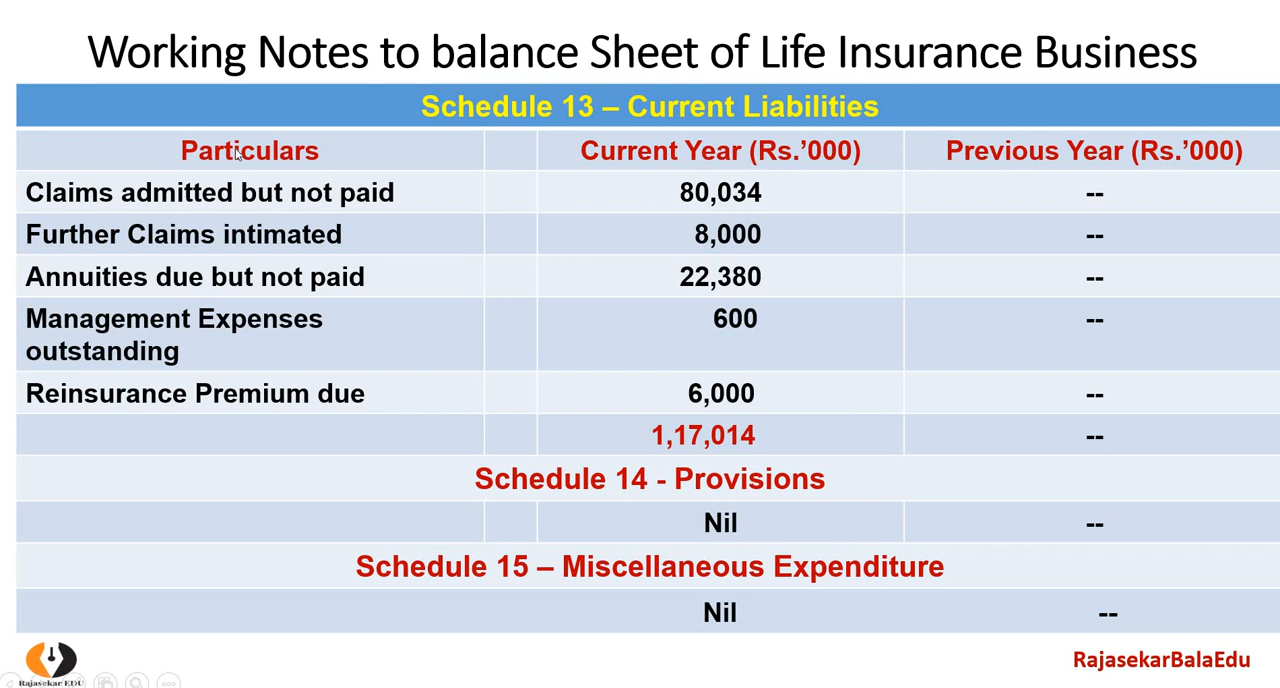 Working Notes to balance Sheet of Life Insurance Business
Schedule 13 – Current Liabilities
Particulars Current Year (Rs.’000) Previous Year (Rs.’000)
Claims admitted but not paid 80,034 --
Further Claims intimated 8,000 --
Annuities due but not paid 22,380 --
Management Expenses 600 --
outstanding
Reinsurance Premium due 6,000 --
1,17,014 --
Schedule 14 - Provisions
Nil --
Schedule 15 – Miscellaneous Expenditure
Nil --
RajasekarBalaEdu
Rajasekar EDU